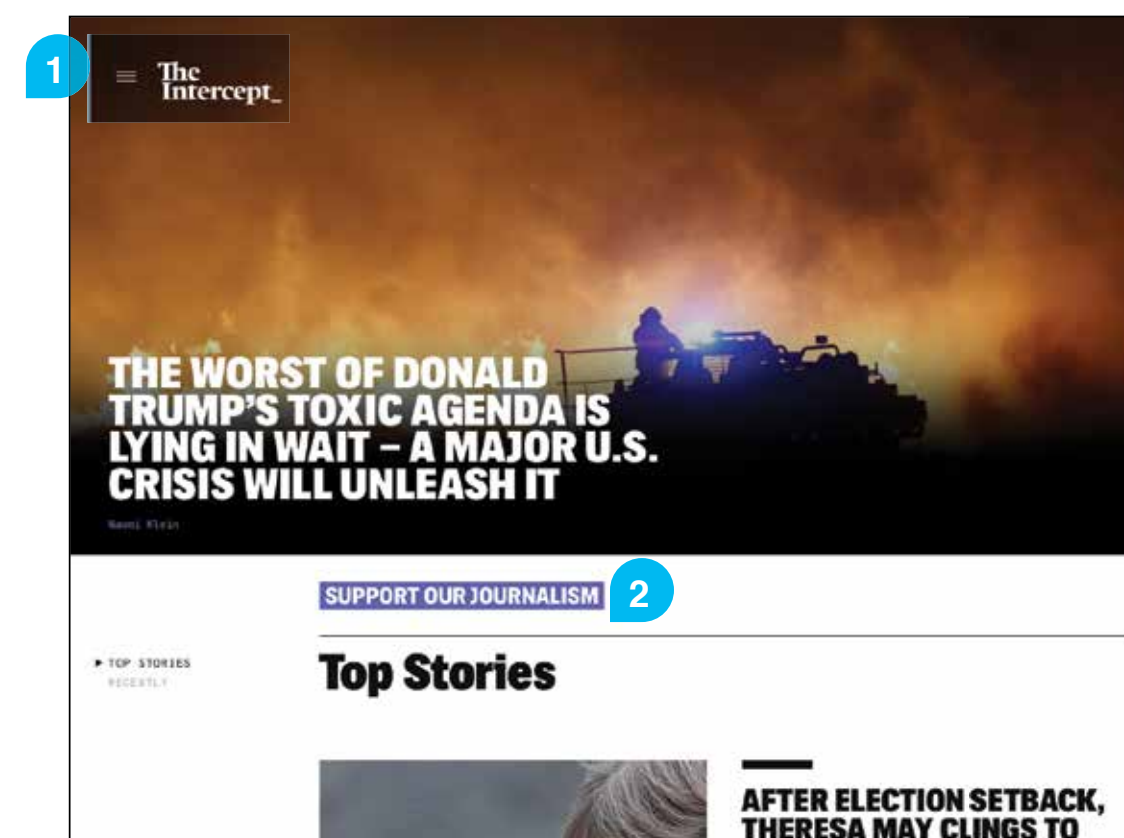 1
The
Intercept_
THE WORST OF DONALD
TRUMP'S TOXIC AGENDA IS
LYING IN WAIT – A MAJOR U.S.
CRISIS WILL UNLEASH IT
Naomi Klein
SUPPORT OUR JOURNALISM
2
TOP STORIES
RECENTLY
Top Stories
AFTER ELECTION SETBACK,
THERESA MAY CLINGS TO